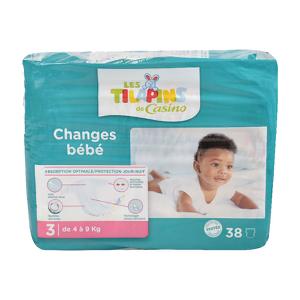 LES
TILAPINS
de Casino
Changes
bébé
ABSORPTION OPTIMALE/PROTECTION JOUR-NUIT
3 de 4 à 9 Kg
38